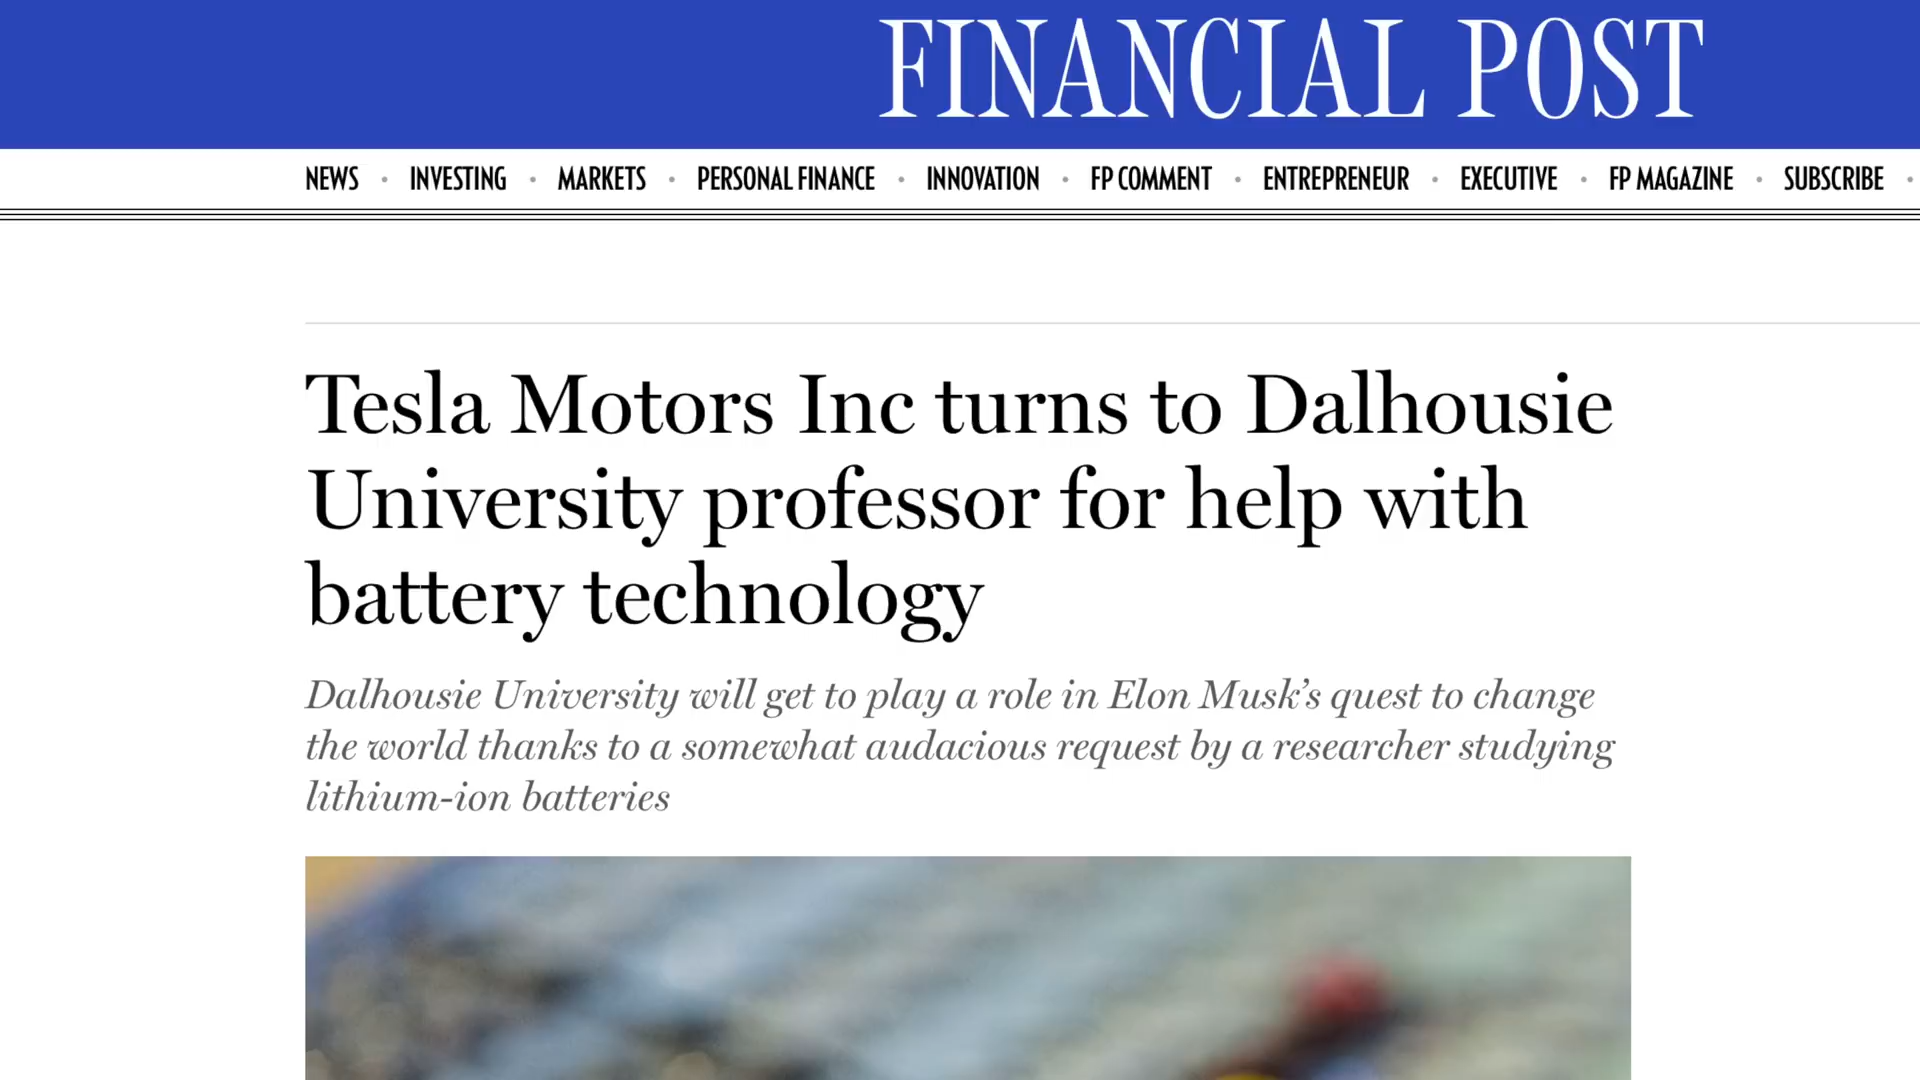 FINANCIAL POST
NEWS • INVESTING • MARKETS • PERSONAL FINANCE • INNOVATION • FP COMMENT • ENTREPRENEUR • EXECUTIVE • FP MAGAZINE • SUBSCRIBE •
Tesla Motors Inc turns to Dalhousie
University professor for help with
battery technology
Dalhousie University will get to play a role in Elon Musk’s quest to change
the world thanks to a somewhat audacious request by a researcher studying
lithium-ion batteries